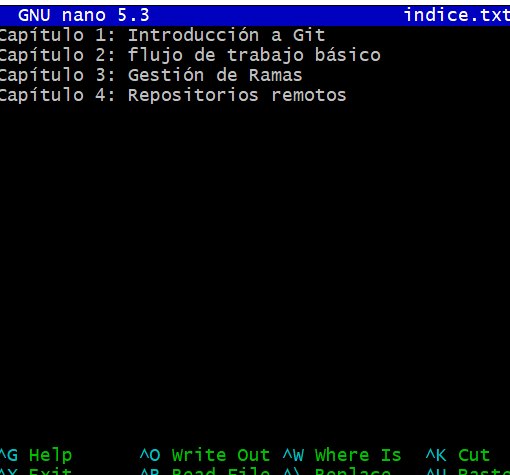 GNU nano 5.3 indice.txt
Capítulo 1: Introducción a Git
Capítulo 2: flujo de trabajo básico
Capítulo 3: Gestión de Ramas
Capítulo 4: Repositorios remotos
^G Help ^O Write Out ^W Where Is ^K Cut
^X Exit ^R Read File ^\ Replace ^U Paste